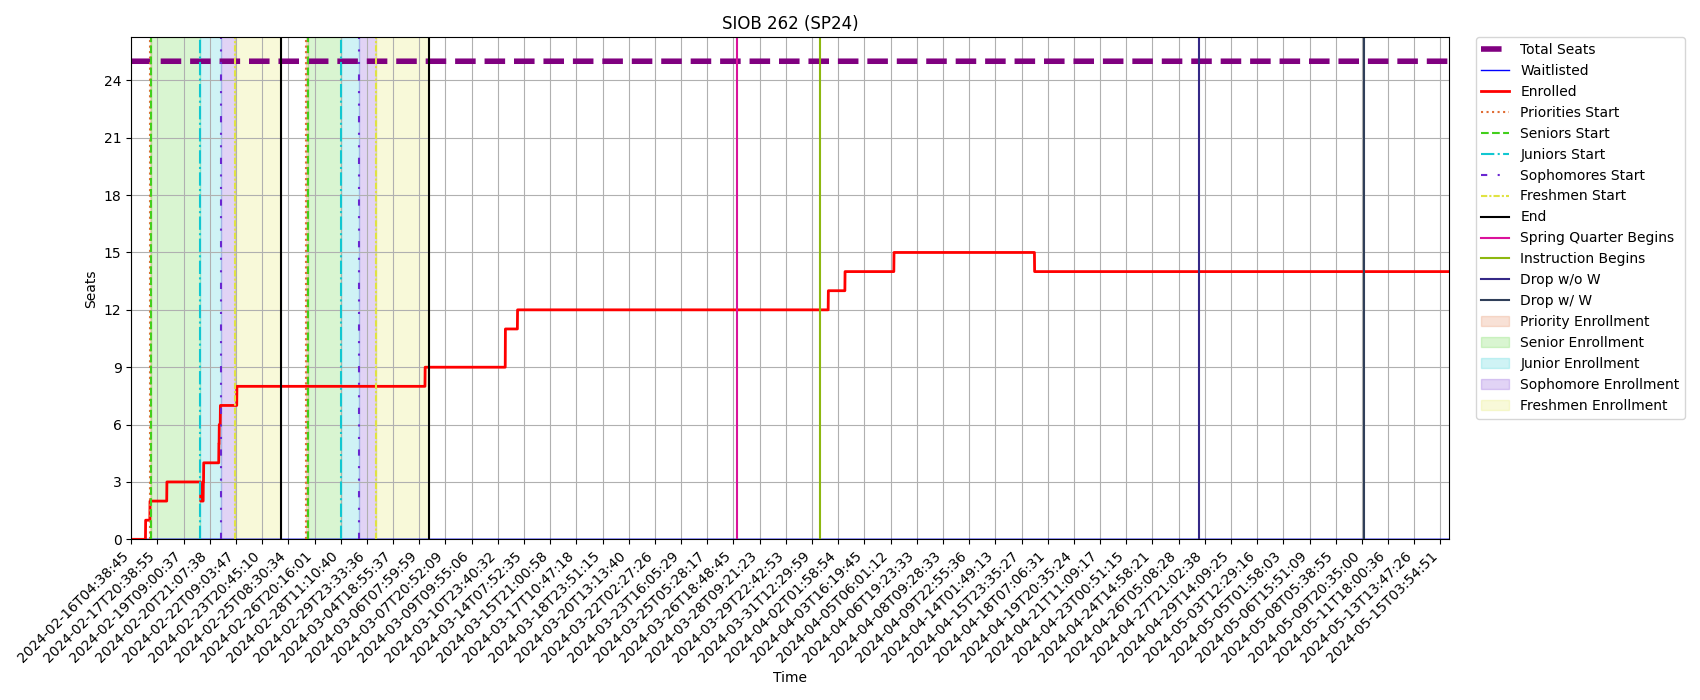 SIOB 262 (SP24)
Seats
24
21
18
15
12
9
6
3
0
2024-02-16T04:38:45
2024-02-17T20:38:55
2024-02-19T09:00:37
2024-02-20T21:07:38
2024-02-22T09:03:47
2024-02-23T20:45:10
2024-02-25T08:30:34
2024-02-26T20:16:01
2024-02-28T11:10:40
2024-02-29T23:33:36
2024-03-04T18:55:37
2024-03-06T07:59:59
2024-03-07T20:52:09
2024-03-09T09:55:06
2024-03-10T23:40:32
2024-03-14T07:52:35
2024-03-15T21:00:58
2024-03-17T10:47:18
2024-03-18T23:51:15
2024-03-20T13:13:40
2024-03-22T02:27:26
2024-03-23T16:05:29
2024-03-25T05:28:17
2024-03-26T18:48:45
2024-03-28T09:21:23
2024-03-29T22:42:53
2024-03-31T12:29:59
2024-04-02T01:58:54
2024-04-03T16:19:45
2024-04-05T06:01:12
2024-04-06T19:23:33
2024-04-08T09:28:33
2024-04-09T22:55:36
2024-04-14T01:49:13
2024-04-15T23:35:27
2024-04-18T07:06:31
2024-04-19T20:35:24
2024-04-21T11:09:17
2024-04-23T00:51:15
2024-04-24T14:58:21
2024-04-26T05:08:28
2024-04-27T21:02:38
2024-04-29T14:09:25
2024-05-03T12:29:16
2024-05-05T01:58:03
2024-05-06T15:51:09
2024-05-08T05:38:55
2024-05-09T20:35:00
2024-05-11T18:00:36
2024-05-13T13:47:26
2024-05-15T03:54:51
Time
Total Seats
Waitlisted
Enrolled
Priorities Start
Seniors Start
Juniors Start
Sophomores Start
Freshmen Start
End
Spring Quarter Begins
Instruction Begins
Drop w/o W
Drop w/ W
Priority Enrollment
Senior Enrollment
Junior Enrollment
Sophomore Enrollment
Freshmen Enrollment